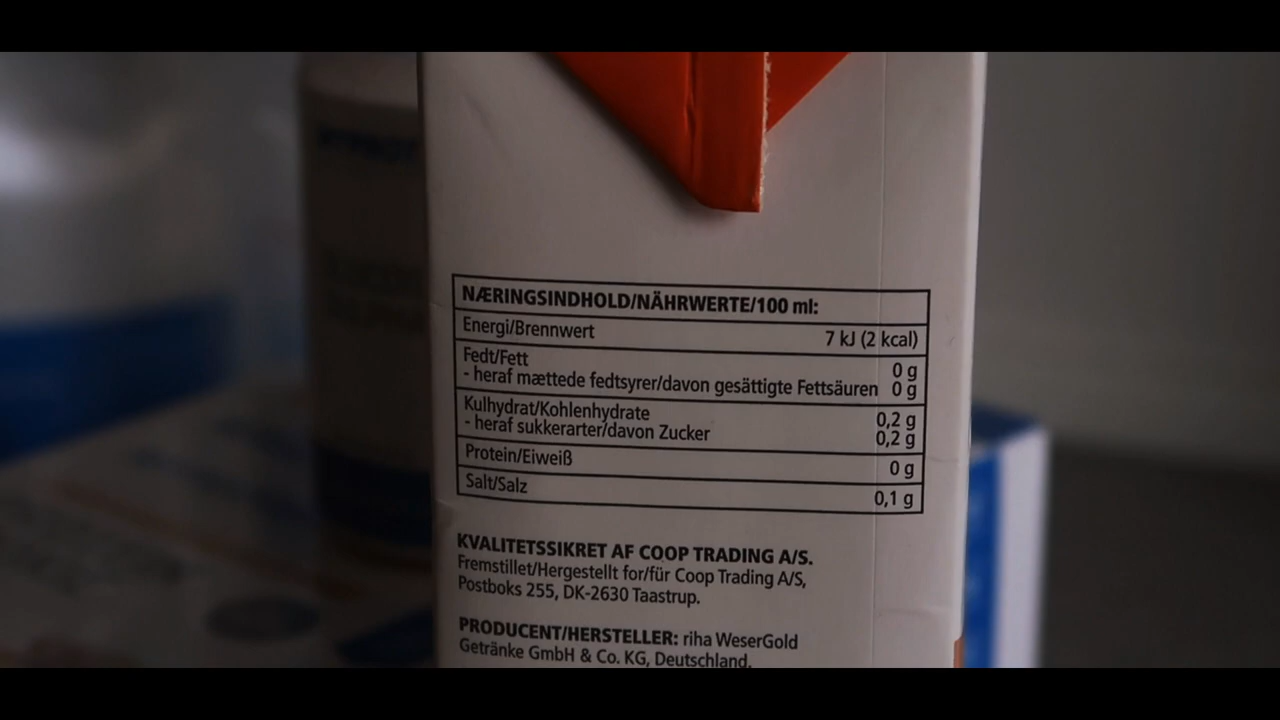 NÆRINGSINDHOLD/NÄHRWERTE/100 ml:
Energi/Brennwert 7 kJ (2 kcal)
Fedt/Fett 0 g
- heraf mættede fedtsyrer/davon gesättigte Fettsäuren 0 g
Kulhydrat/Kohlenhydrate 0,2 g
- heraf sukkerarter/davon Zucker 0,2 g
Protein/Eiweiß 0 g
Salt/Salz 0,1 g
KVALITETSSIKRET AF COOP TRADING A/S.
Fremstillet/Hergestellt for/für Coop Trading A/S,
Postboks 255, DK-2630 Taastrup.
PRODUCENT/HERSTELLER: riha WeserGold
Getränke GmbH & Co. KG, Deutschland.